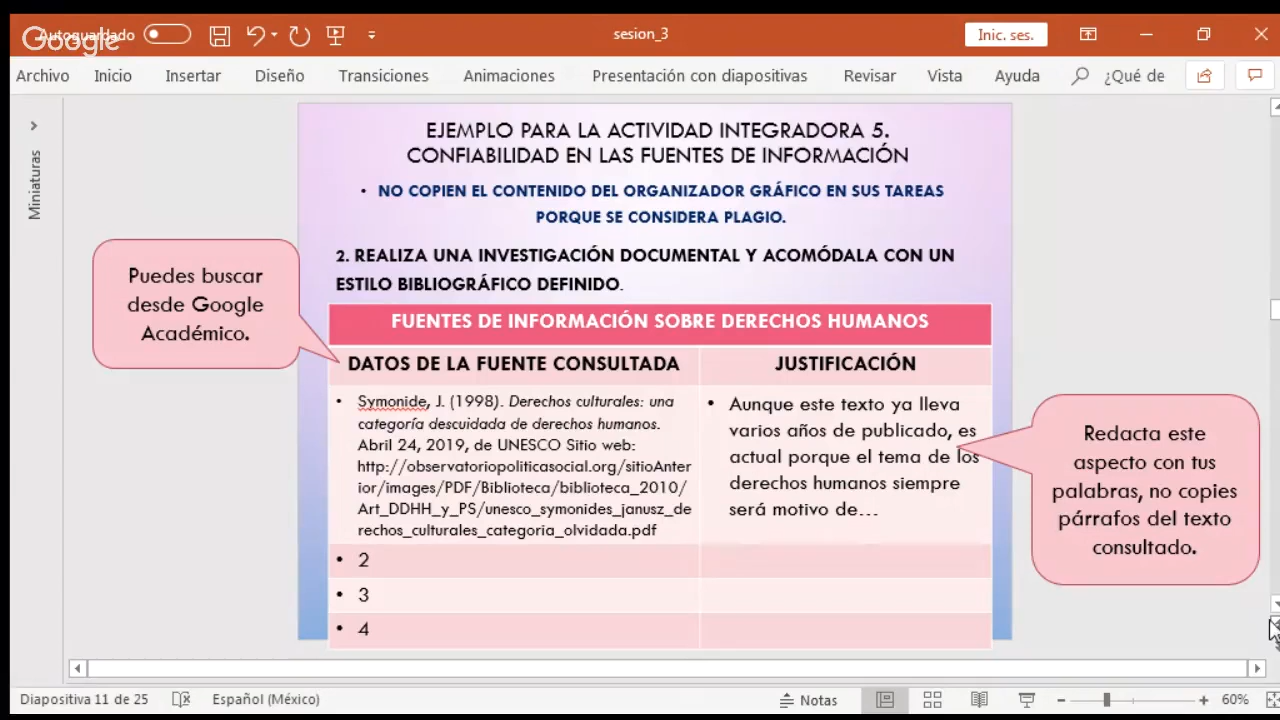 Autoguardado
Google
sesion_3
Inic. ses.
Archivo Inicio Insertar Diseño Transiciones Animaciones Presentación con diapositivas Revisar Vista Ayuda ¿Qué de
Miniaturas
EJEMPLO PARA LA ACTIVIDAD INTEGRADORA 5.
CONFIABILIDAD EN LAS FUENTES DE INFORMACIÓN
• NO COPIEN EL CONTENIDO DEL ORGANIZADOR GRÁFICO EN SUS TAREAS
PORQUE SE CONSIDERA PLAGIO.
2. REALIZA UNA INVESTIGACIÓN DOCUMENTAL Y ACOMÓDALA CON UN
ESTILO BIBLIOGRÁFICO DEFINIDO.
Puedes buscar
desde Google
Académico.
FUENTES DE INFORMACIÓN SOBRE DERECHOS HUMANOS
DATOS DE LA FUENTE CONSULTADA
JUSTIFICACIÓN
• Symonide, J. (1998). Derechos culturales: una
categoría descuidada de derechos humanos.
Abril 24, 2019, de UNESCO Sitio web:
http://observatoriopoliticasocial.org/sitioAnter
ior/images/PDF/Biblioteca/biblioteca_2010/
Art_DDHH_y_PS/unesco_symonides_janusz_de
rechos_culturales_categoria_olvidada.pdf
• Aunque este texto ya lleva
varios años de publicado, es
actual porque el tema de los
derechos humanos siempre
será motivo de...
• 2
• 3
• 4
Redacta este
aspecto con tus
palabras, no copies
párrafos del texto
consultado.
Diapositiva 11 de 25 Español (México) Notas 60%